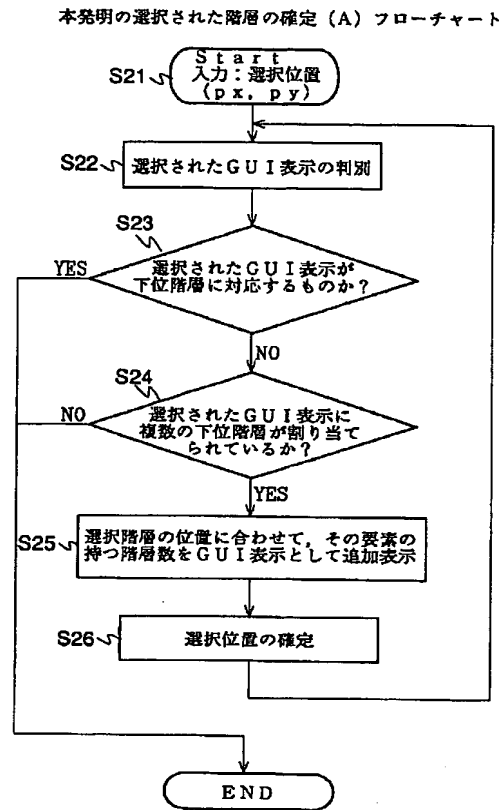 本発明の選択された階層の確定（A）フローチャート
S21
Start
入力：選択位置
（px，py）
S22
選択されたGUI表示の判別
S23
YES
選択されたGUI表示が
下位階層に対応するものか？
NO
S24
NO
選択されたGUI表示に
複数の下位階層が割り当て
られているか？
YES
S25
選択階層の位置に合わせて，その要素の
持つ階層数をGUI表示として追加表示
S26
選択位置の確定
END